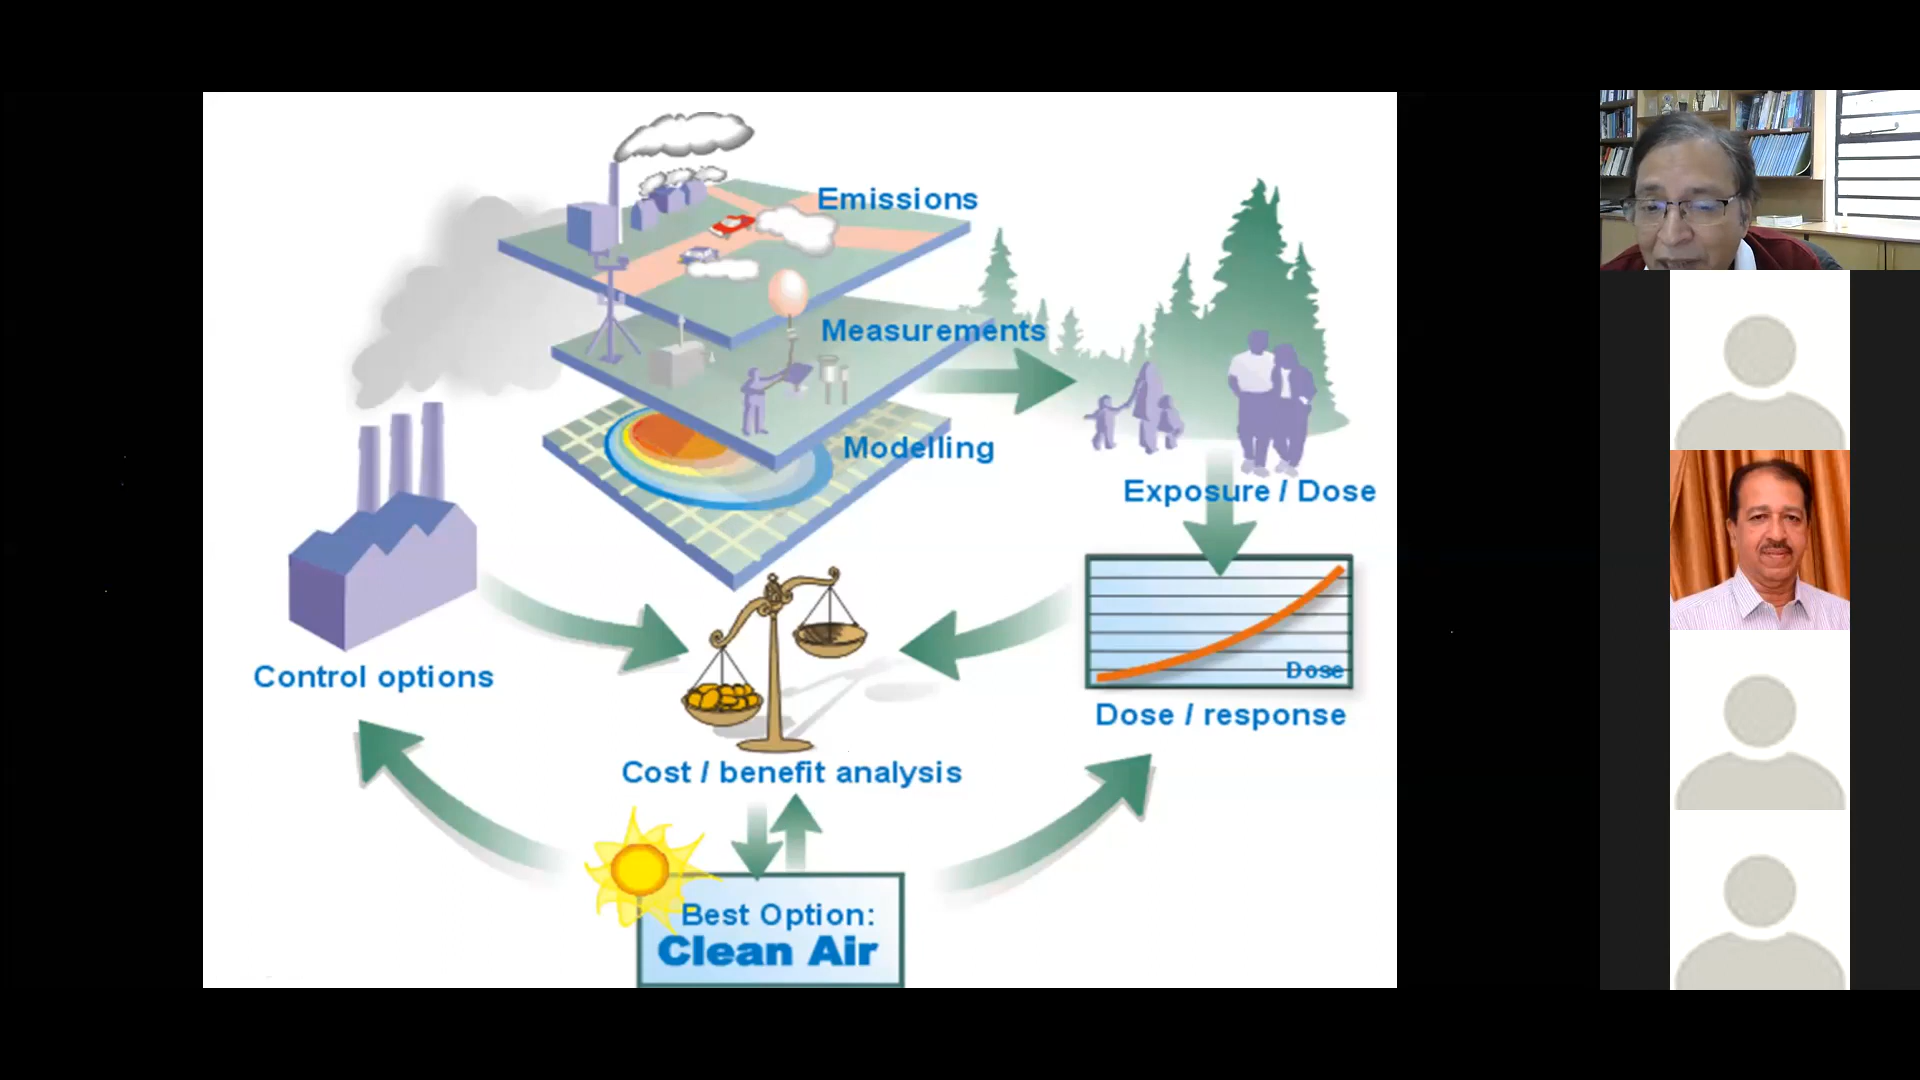 Emissions
Measurements
Modelling
Exposure / Dose
Dose
Dose / response
Control options
Cost / benefit analysis
Best Option:
Clean Air